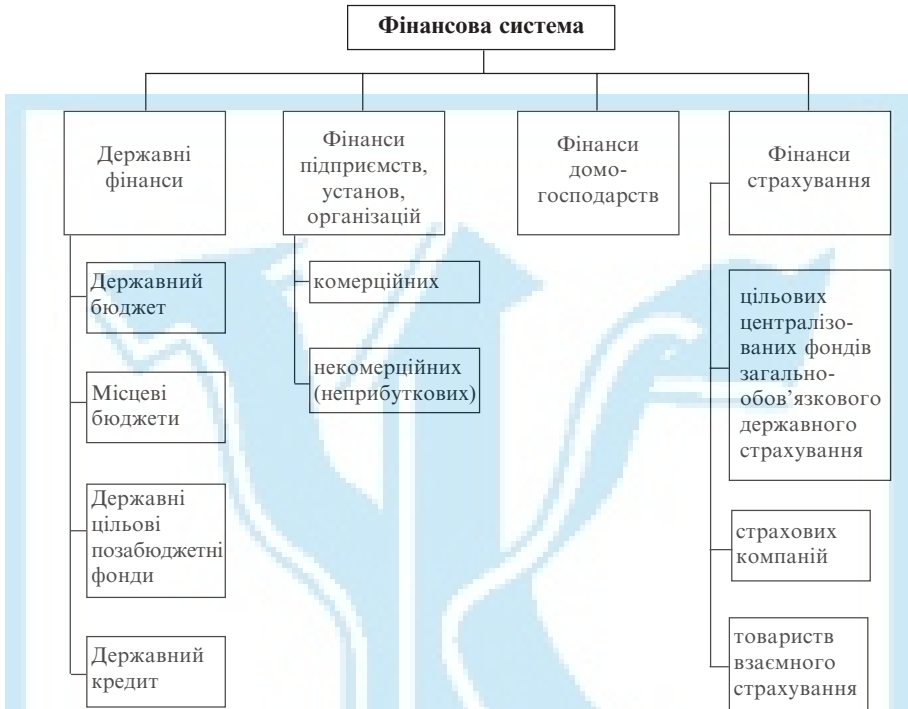 Фінансова система
Державні
фінанси
Фінанси
підприємств,
установ,
організацій
Фінанси
домо-
господарств
Фінанси
страхування
Державний
бюджет
Місцеві
бюджети
Державні
цільові
позабюджетні
фонди
Державний
кредит
комерційних
некомерційних
(неприбуткових)
цільових
централізо-
ваних фондів
загально-
обов’язкового
державного
страхування
страхових
компаній
товариств
взаємного
страхування